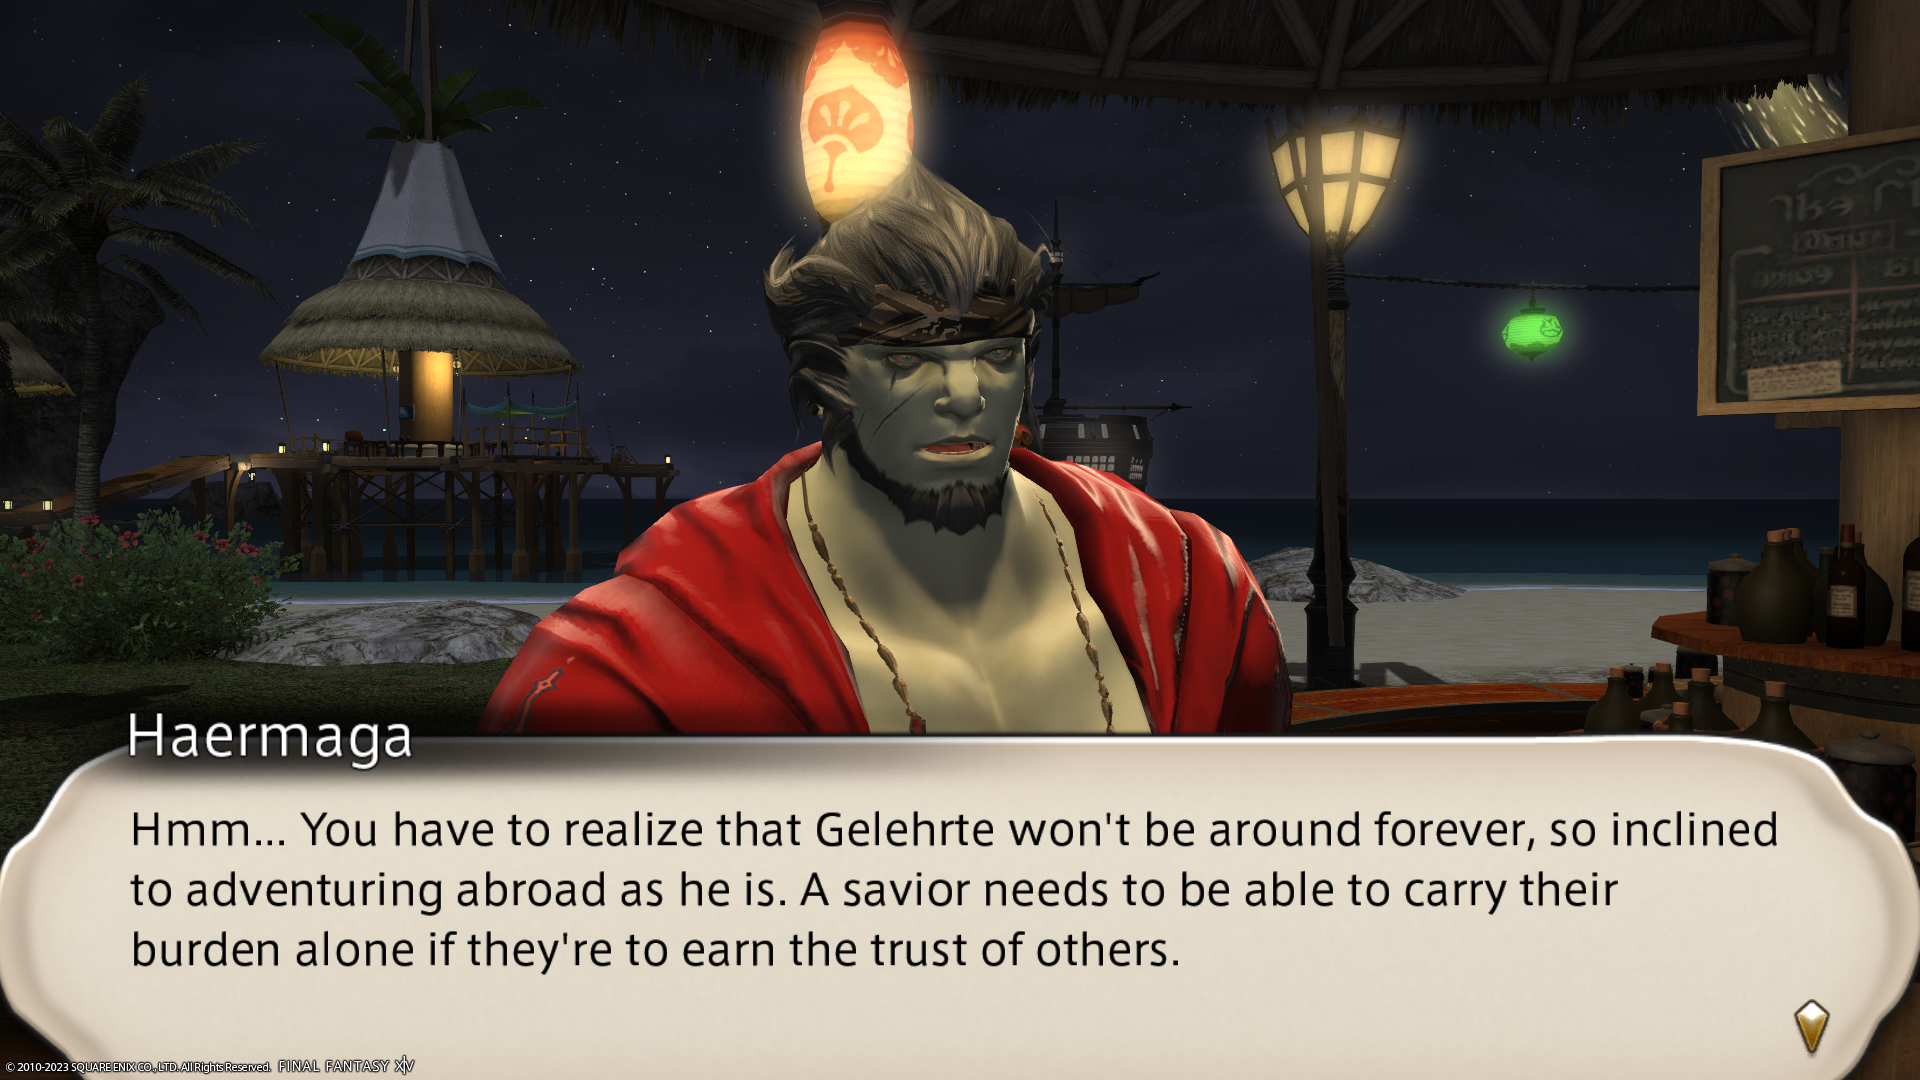 Haermaga
Hmm... You have to realize that Gelehrte won't be around forever, so inclined
to adventuring abroad as he is. A savior needs to be able to carry their
burden alone if they're to earn the trust of others.
© 2010-2023 SQUARE ENIX CO., LTD. All Rights Reserved. FINAL FANTASY XIV